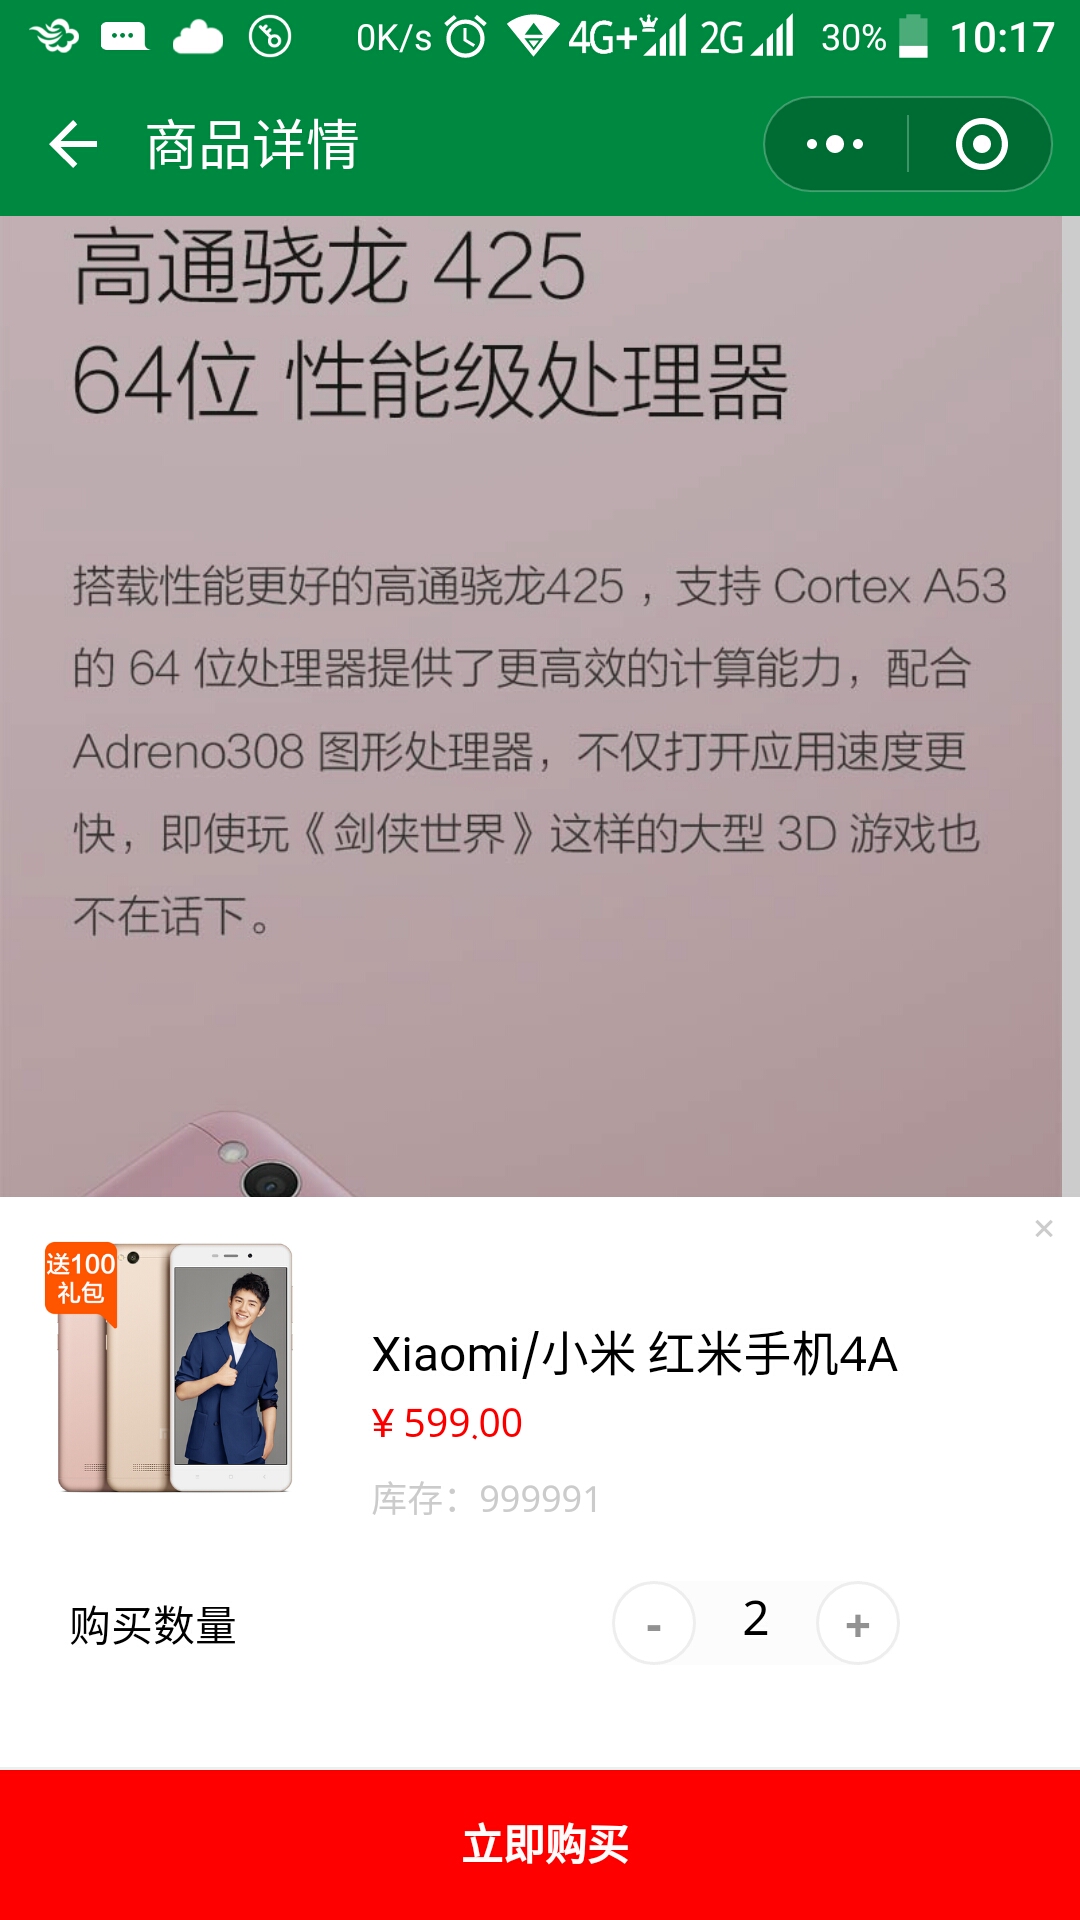 0K/s 4G+ 2G 30% 10:17
商品详情
高通骁龙 425
64位 性能级处理器
搭载性能更好的高通骁龙425，支持 Cortex A53
的 64 位处理器提供了更高效的计算能力，配合
Adreno308 图形处理器，不仅打开应用速度更
快，即使玩《剑侠世界》这样的大型 3D 游戏也
不在话下。
×
送100
礼包
Xiaomi/小米 红米手机4A
¥ 599.00
库存：999991
购买数量 - 2 +
立即购买